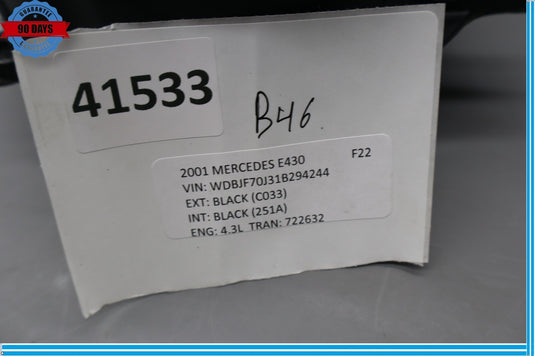 GUARANTEE
90 DAYS
41533
B46
2001 MERCEDES E430 F22
VIN: WDBJF70J31B294244
EXT: BLACK (C033)
INT: BLACK (251A)
ENG: 4.3L TRAN: 722632